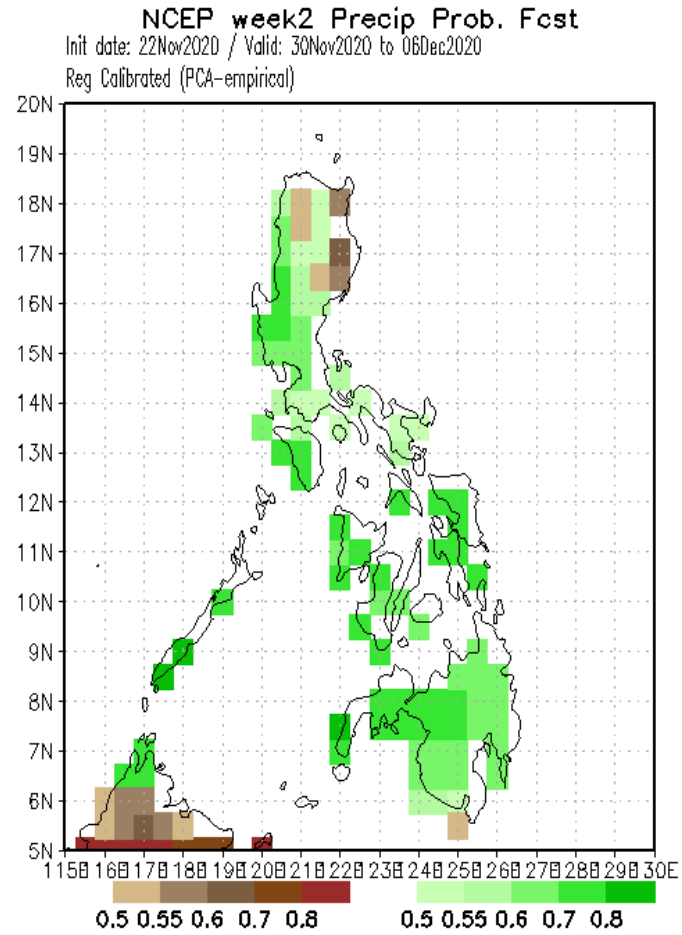 NCEP week2 Precip Prob. Fcst
Init date: 22Nov2020 / Valid: 30Nov2020 to 06Dec2020
Reg Calibrated (PCA-empirical)
20N
19N
18N
17N
16N
15N
14N
13N
12N
11N
10N
9N
8N
7N
6N
5N
115E 116E 117E 118E 119E 120E 121E 122E 123E 124E 125E 126E 127E 128E 129E 130E
0.5 0.55 0.6 0.7 0.8 0.5 0.55 0.6 0.7 0.8